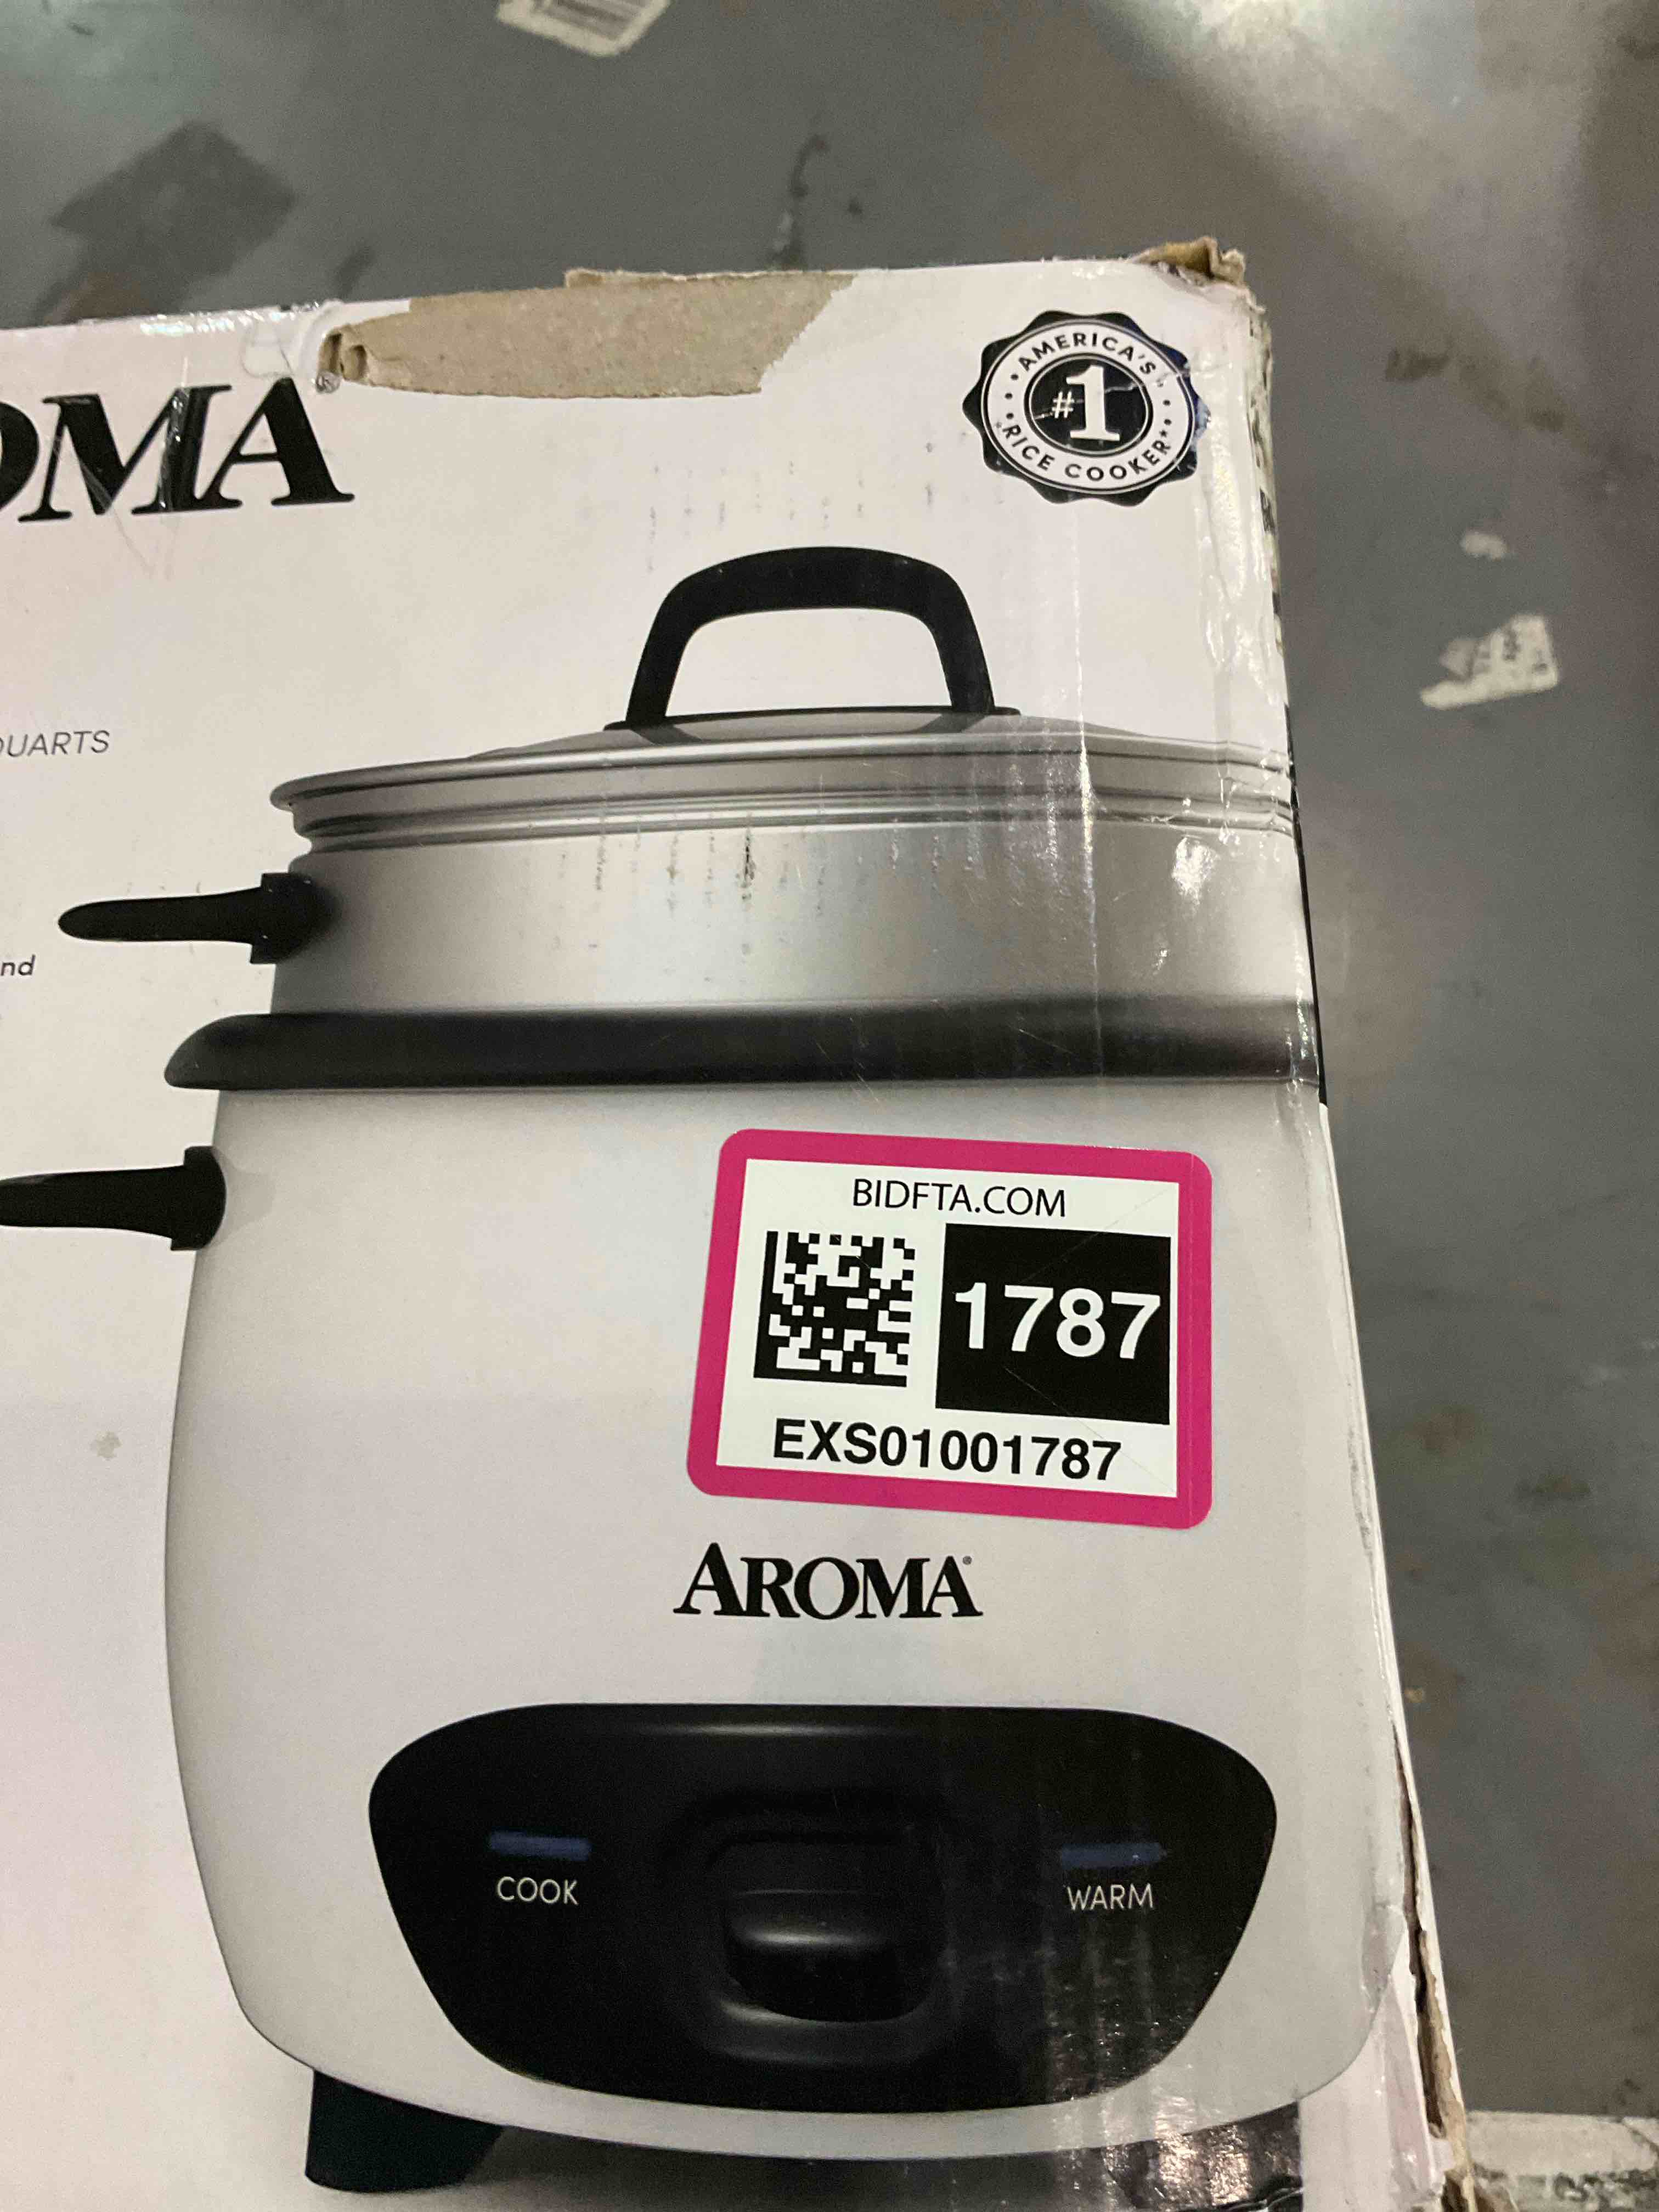 AMERICA'S
#1
RICE COOKER**
OMA®
QUARTS
nd
BIDFTA.COM
1787
EXS01001787
AROMA®
COOK
WARM